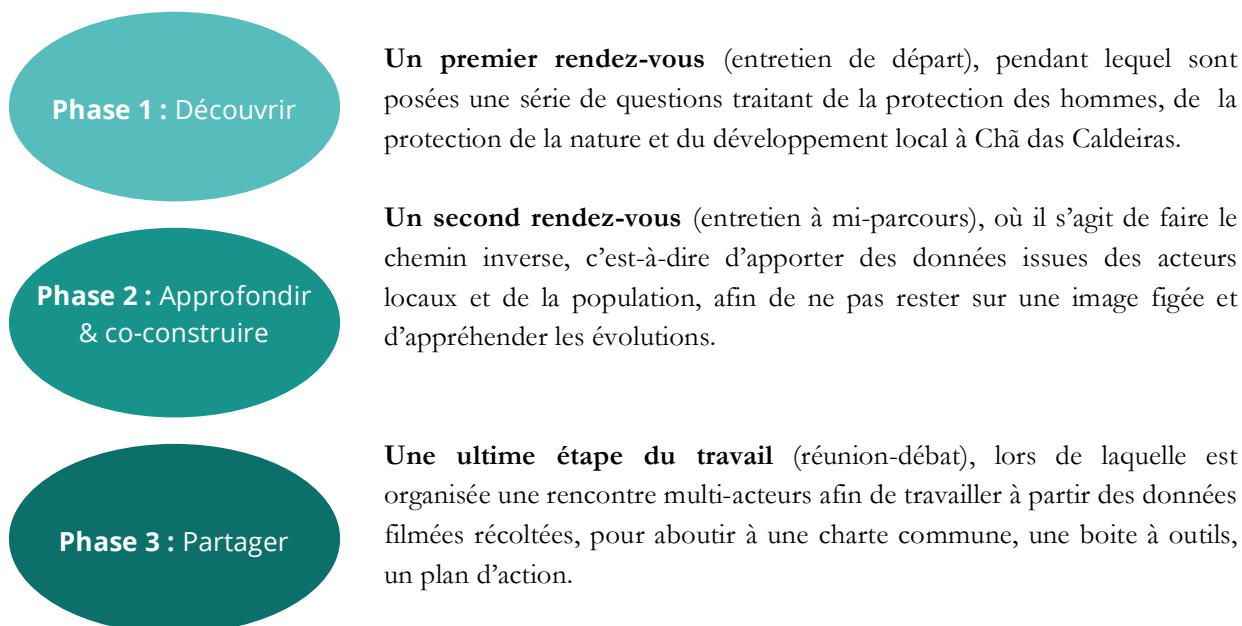 Phase 1 : Découvrir
Un premier rendez-vous (entretien de départ), pendant lequel sont
posées une série de questions traitant de la protection des hommes, de la
protection de la nature et du développement local à Chã das Caldeiras.
Phase 2 : Approfondir
& co-construire
Un second rendez-vous (entretien à mi-parcours), où il s’agit de faire le
chemin inverse, c’est-à-dire d’apporter des données issues des acteurs
locaux et de la population, afin de ne pas rester sur une image figée et
d’appréhender les évolutions.
Phase 3 : Partager
Une ultime étape du travail (réunion-débat), lors de laquelle est
organisée une rencontre multi-acteurs afin de travailler à partir des données
filmées récoltées, pour aboutir à une charte commune, une boite à outils,
un plan d’action.